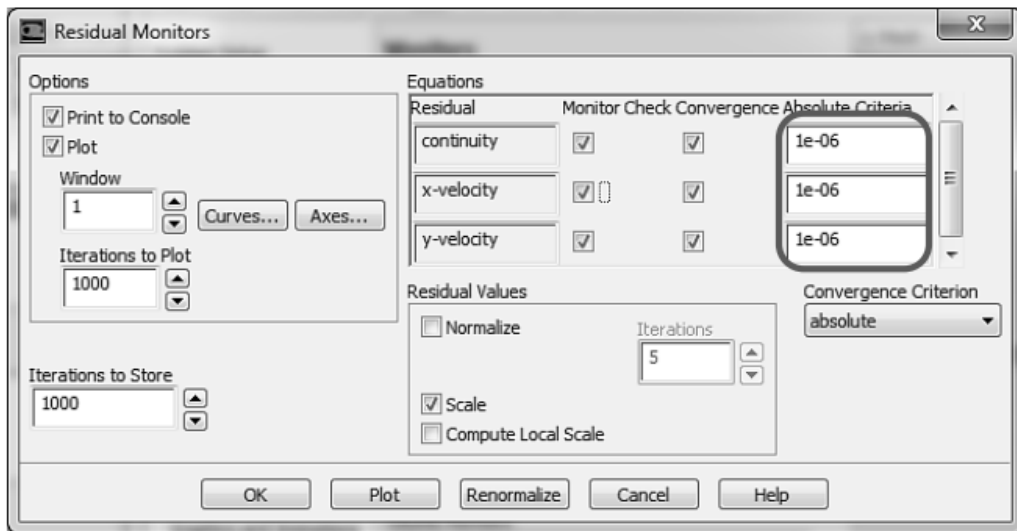 Residual Monitors
Options
Print to Console
Plot
Window
1
Curves...
Axes...
Iterations to Plot
1000
Iterations to Store
1000
Equations
Residual Monitor Check Convergence Absolute Criteria
continuity 1e-06
x-velocity 1e-06
y-velocity 1e-06
Residual Values
Normalize
Iterations
5
Scale
Compute Local Scale
Convergence Criterion
absolute
OK Plot Renormalize Cancel Help